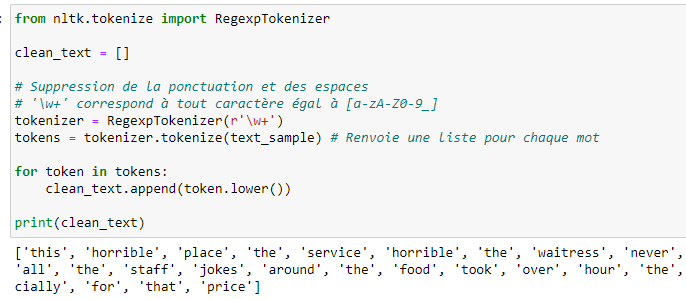 from nltk.tokenize import RegexpTokenizer
clean_text = []
# Suppression de la ponctuation et des espaces
# '\w+' correspond à tout caractère égal à [a-zA-Z0-9_]
tokenizer = RegexpTokenizer(r'\w+')
tokens = tokenizer.tokenize(text_sample) # Renvoie une liste pour chaque mot
for token in tokens:
    clean_text.append(token.lower())
print(clean_text)
['this', 'horrible', 'place', 'the', 'service', 'horrible', 'the', 'waitress', 'never',
'all', 'the', 'staff', 'jokes', 'around', 'the', 'food', 'took', 'over', 'hour', 'the',
cially', 'for', 'that', 'price']